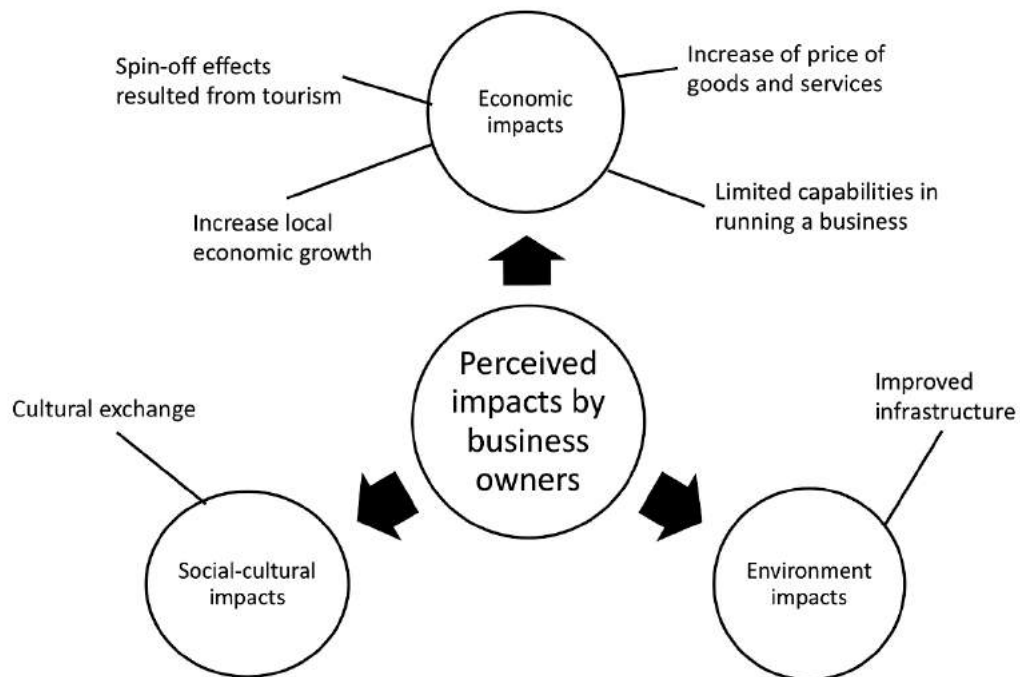 Spin-off effects
resulted from tourism
Economic
impacts
Increase of price of
goods and services
Increase local
economic growth
Limited capabilities in
running a business
Perceived
impacts by
business
owners
Cultural exchange
Improved
infrastructure
Social-cultural
impacts
Environment
impacts